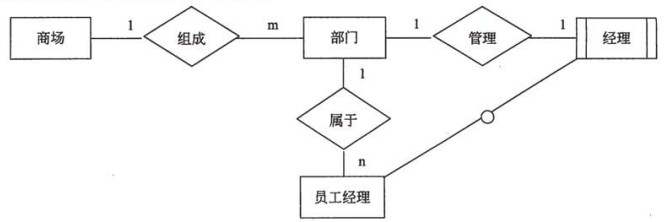 商场 1 组成 m 部门 1 管理 1 经理
1
属于
n
员工经理